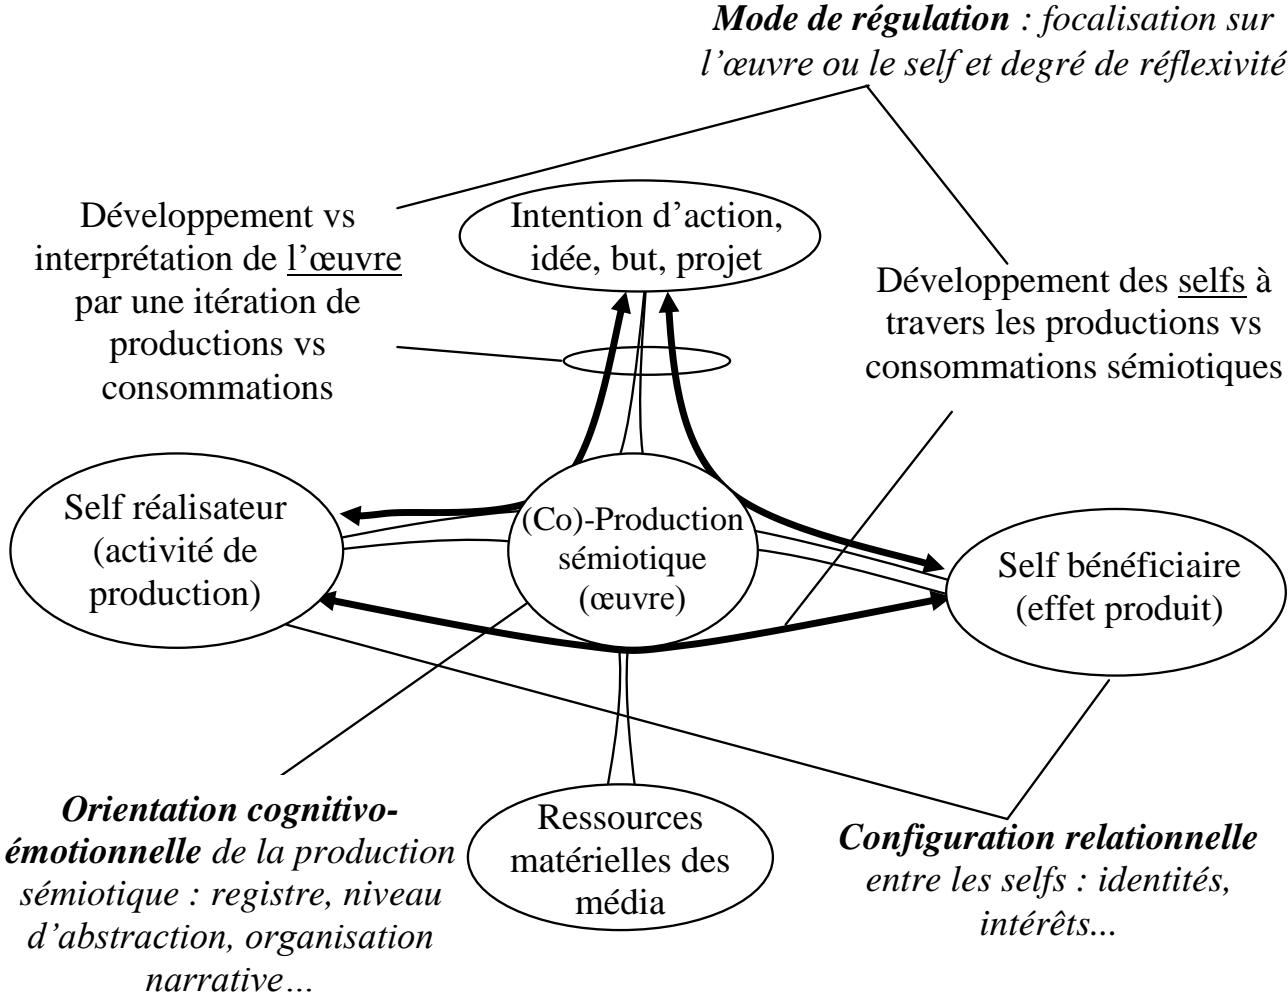 Mode de régulation : focalisation sur
l’œuvre ou le self et degré de réflexivité
Développement vs
interprétation de l’œuvre
par une itération de
productions vs
consommations
Intention d’action,
idée, but, projet
Développement des selfs à
travers les productions vs
consommations sémiotiques
Self réalisateur
(activité de
production)
(Co)-Production
sémiotique
(œuvre)
Self bénéficiaire
(effet produit)
Orientation cognitivo-
émotionnelle de la production
sémiotique : registre, niveau
d’abstraction, organisation
narrative…
Ressources
matérielles des
média
Configuration relationnelle
entre les selfs : identités,
intérêts...